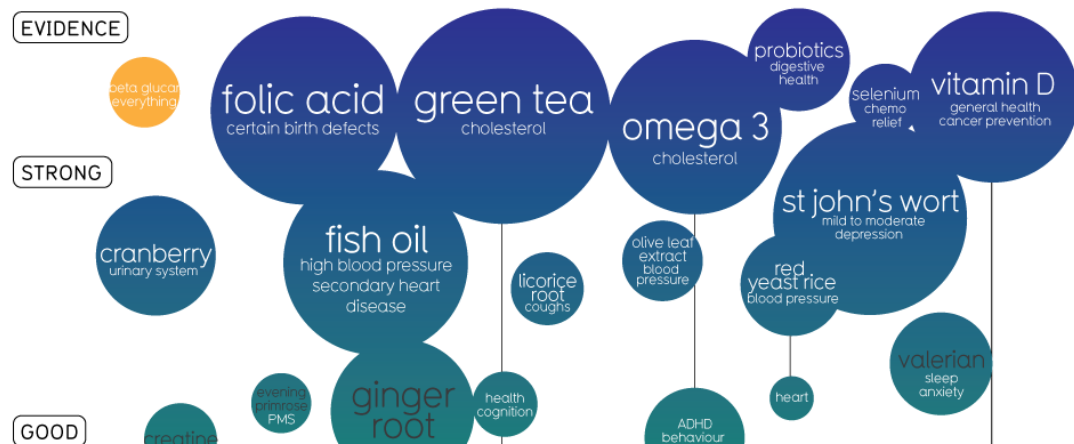 EVIDENCE
beta glucan
everything
folic acid
certain birth defects
green tea
cholesterol
omega 3
cholesterol
probiotics
digestive
health
selenium
chemo
relief
vitamin D
general health
cancer prevention
STRONG
cranberry
urinary system
fish oil
high blood pressure
secondary heart
disease
licorice
root
coughs
olive leaf
extract
blood
pressure
st john's wort
mild to moderate
depression
red
yeast rice
blood pressure
valerian
sleep
anxiety
evening
primrose
PMS
ginger
root
health
cognition
heart
ADHD
behaviour
GOOD
creatine